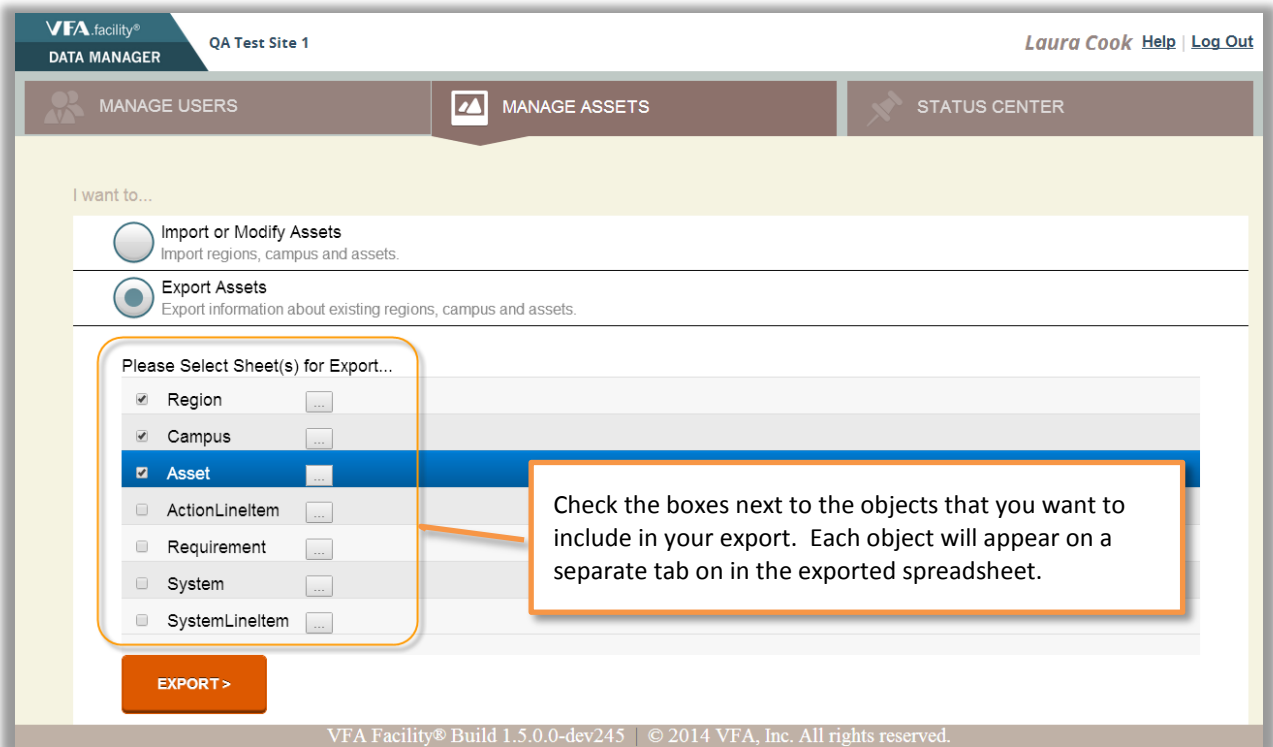 VFA.facility®
DATA MANAGER
QA Test Site 1
Laura Cook Help | Log Out
MANAGE USERS
MANAGE ASSETS
STATUS CENTER
I want to...
Import or Modify Assets
Import regions, campus and assets.
Export Assets
Export information about existing regions, campus and assets.
Please Select Sheet(s) for Export...
Region ...
Campus ...
Asset ...
ActionLineItem ...
Requirement ...
System ...
SystemLineItem ...
Check the boxes next to the objects that you want to
include in your export. Each object will appear on a
separate tab on in the exported spreadsheet.
EXPORT >
VFA Facility® Build 1.5.0.0-dev245 | © 2014 VFA, Inc. All rights reserved.